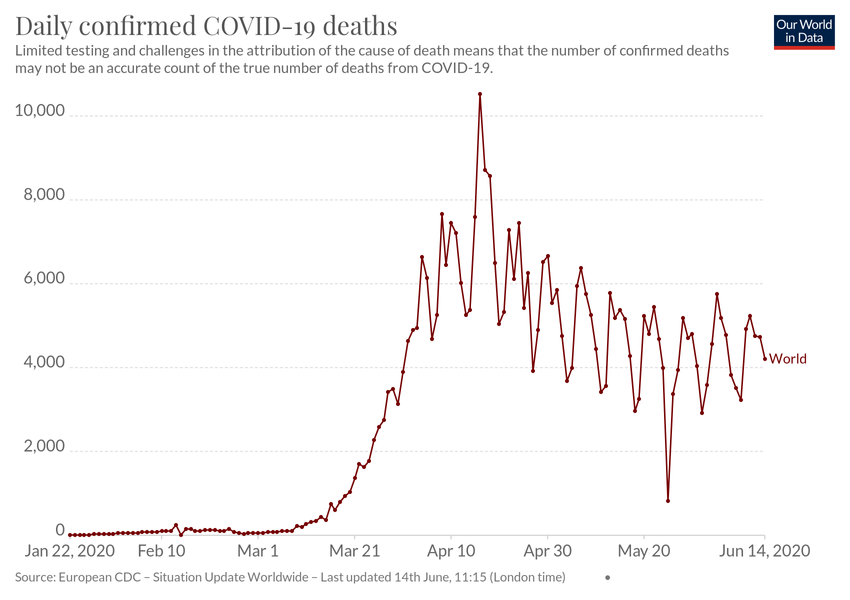 Daily confirmed COVID-19 deaths
Our World
in Data
Limited testing and challenges in the attribution of the cause of death means that the number of confirmed deaths
may not be an accurate count of the true number of deaths from COVID-19.
10,000
8,000
6,000
4,000
World
2,000
0
Jan 22, 2020 Feb 10 Mar 1 Mar 21 Apr 10 Apr 30 May 20 Jun 14, 2020
Source: European CDC – Situation Update Worldwide – Last updated 14th June, 11:15 (London time) •